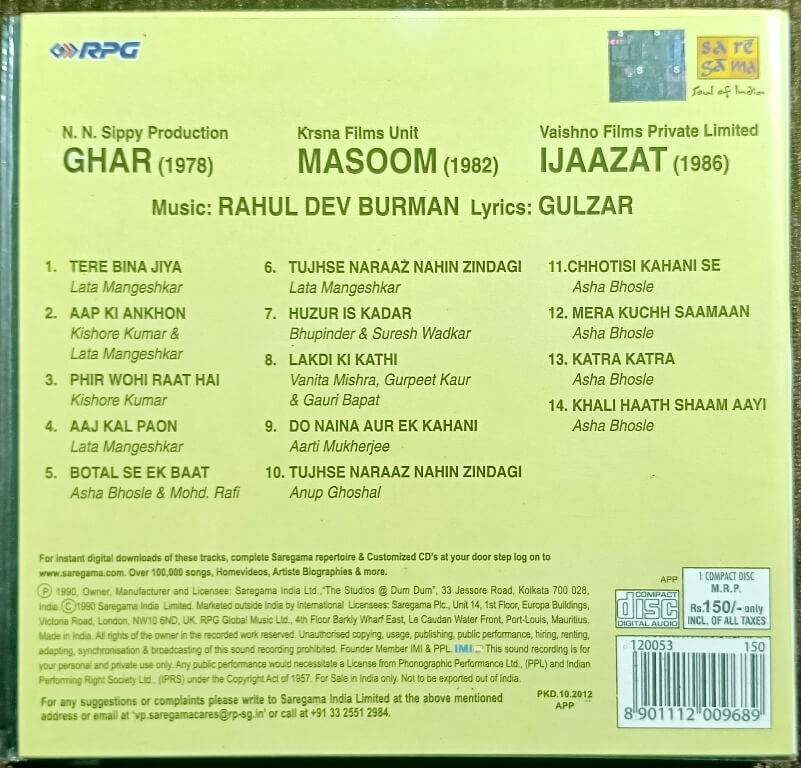 RPG
sa rē
gā ma
Soul of India
N. N. Sippy Production
GHAR (1978)
Krsna Films Unit
MASOOM (1982)
Vaishno Films Private Limited
IJAAZAT (1986)
Music: RAHUL DEV BURMAN Lyrics: GULZAR
1. TERE BINA JIYA
Lata Mangeshkar
2. AAP KI ANKHON
Kishore Kumar &
Lata Mangeshkar
3. PHIR WOHI RAAT HAI
Kishore Kumar
4. AAJ KAL PAON
Lata Mangeshkar
5. BOTAL SE EK BAAT
Asha Bhosle & Mohd. Rafi
6. TUJHSE NARAAZ NAHIN ZINDAGI
Lata Mangeshkar
7. HUZUR IS KADAR
Bhupinder & Suresh Wadkar
8. LAKDI KI KATHI
Vanita Mishra, Gurpeet Kaur
& Gauri Bapat
9. DO NAINA AUR EK KAHANI
Aarti Mukherjee
10. TUJHSE NARAAZ NAHIN ZINDAGI
Anup Ghoshal
11.CHHOTISI KAHANI SE
Asha Bhosle
12. MERA KUCHH SAAMAAN
Asha Bhosle
13. KATRA KATRA
Asha Bhosle
14. KHALI HAATH SHAAM AAYI
Asha Bhosle
For instant digital downloads of these tracks, complete Saregama repertoire & Customized CD's at your door step log on to
www.saregama.com. Over 100,000 songs, Homevideos, Artiste Biographies & more.
Ⓟ 1990, Owner, Manufacturer and Licensee: Saregama India Ltd.,"The Studios @ Dum Dum", 33 Jessore Road, Kolkata 700 028,
India. Ⓒ1990 Saregama India Limited. Marketed outside India by International Licensees: Saregama Plc., Unit 14, 1st Floor, Europa Buildings,
Victoria Road, London, NW10 6ND, UK. RPG Global Music Ltd., 4th Floor Barkly Wharf East, Le Caudan Water Front, Port-Louis, Mauritius.
Made in India. All rights of the owner in the recorded work reserved. Unauthorised copying, usage, publishing, public performance, hiring, renting,
adapting, synchronisation & broadcasting of this sound recording prohibited. Founder Member IMI & PPL. IMI This sound recording is for
your personal and private use only. Any public performance would necessitate a License from Phonographic Performance Ltd., (PPL) and Indian
Performing Right Society Ltd., (IPRS) under the Copyright Act of 1957. For Sale in India only. Not to be exported out of India.
For any suggestions or complaints please write to Saregama India Limited at the above mentioned
address or email at 'vp.saregamacares@rp-sg.in' or call at +91 33 2551 2984.
PKD.10.2012
APP
APP
COMPACT
disc
DIGITAL AUDIO
1 COMPACT DISC
M.R.P.
Rs.150/- only
INCL. OF ALL TAXES
120053 150
8 901112 009689